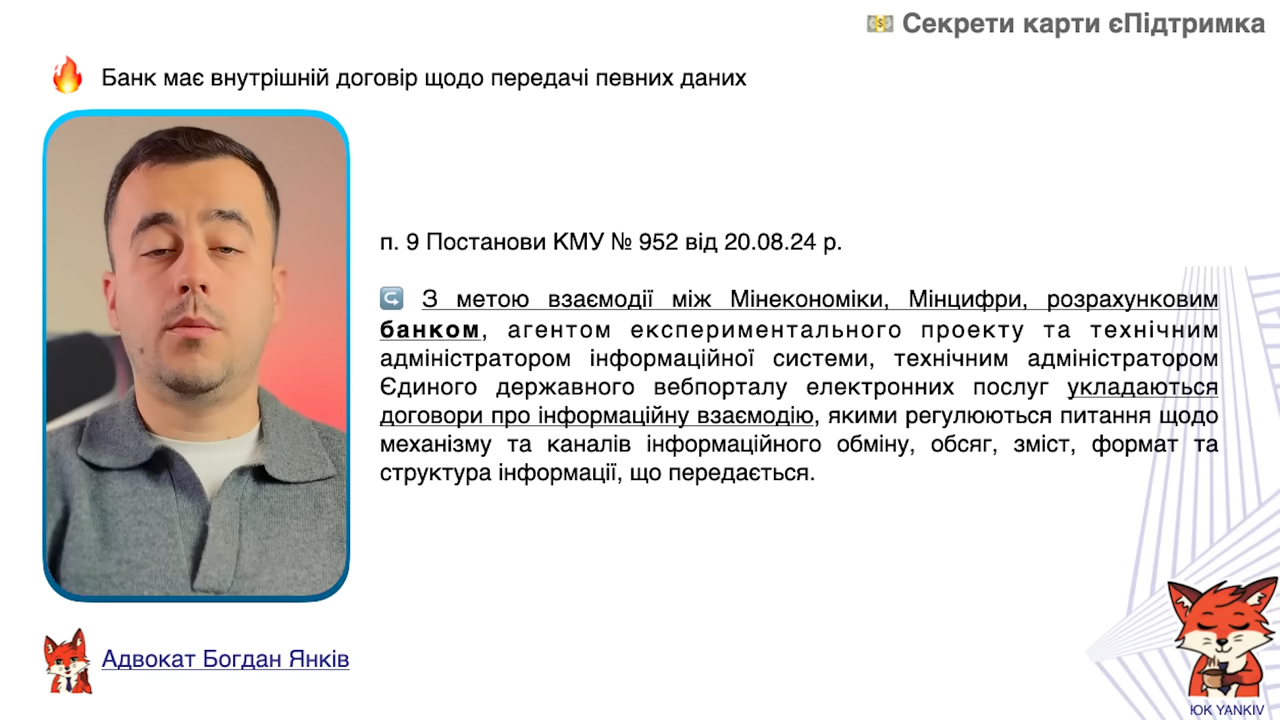 Секрети карти єПідтримка
Банк має внутрішній договір щодо передачі певних даних
п. 9 Постанови КМУ № 952 від 20.08.24 р.
З метою взаємодії між Мінекономіки, Мінцифри, розрахунковим
банком, агентом експериментального проекту та технічним
адміністратором інформаційної системи, технічним адміністратором
Єдиного державного вебпорталу електронних послуг укладаються
договори про інформаційну взаємодію, якими регулюються питання щодо
механізму та каналів інформаційного обміну, обсяг, зміст, формат та
структура інформації, що передається.
Адвокат Богдан Янків
ЮК YANKIV